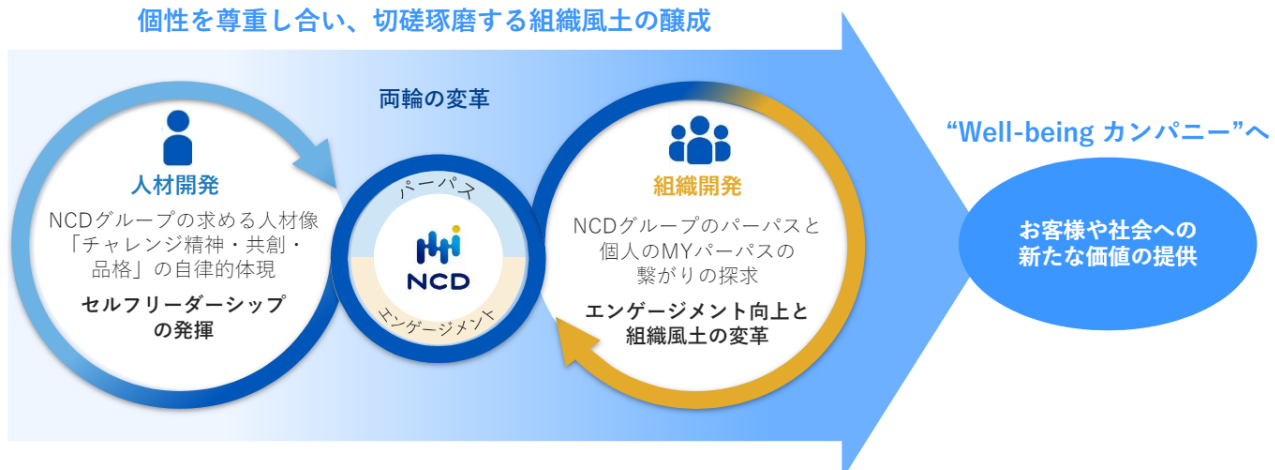 個性を尊重し合い、切磋琢磨する組織風土の醸成
両輪の変革
人材開発
NCDグループの求める人材像
「チャレンジ精神・共創・
品格」の自律的体現
セルフリーダーシップ
の発揮
パーパス
NCD
エンゲージメント
組織開発
NCDグループのパーパスと
個人のMYパーパスの
繋がりの探求
エンゲージメント向上と
組織風土の変革
“Well-being カンパニー”へ
お客様や社会への
新たな価値の提供